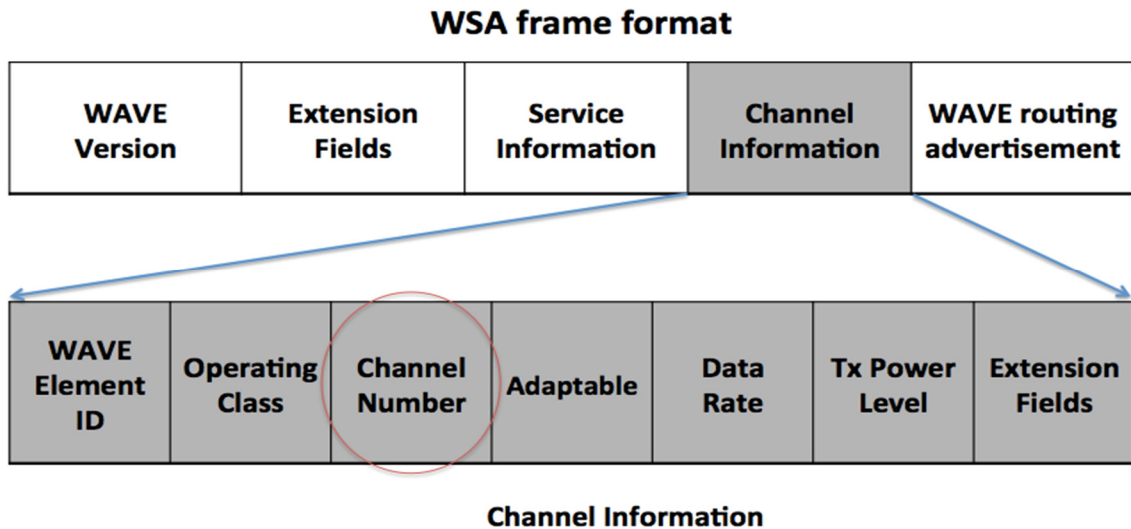 WSA frame format
WAVE
Version
Extension
Fields
Service
Information
Channel
Information
WAVE routing
advertisement
WAVE
Element
ID
Operating
Class
Channel
Number
Adaptable
Data
Rate
Tx Power
Level
Extension
Fields
Channel Information